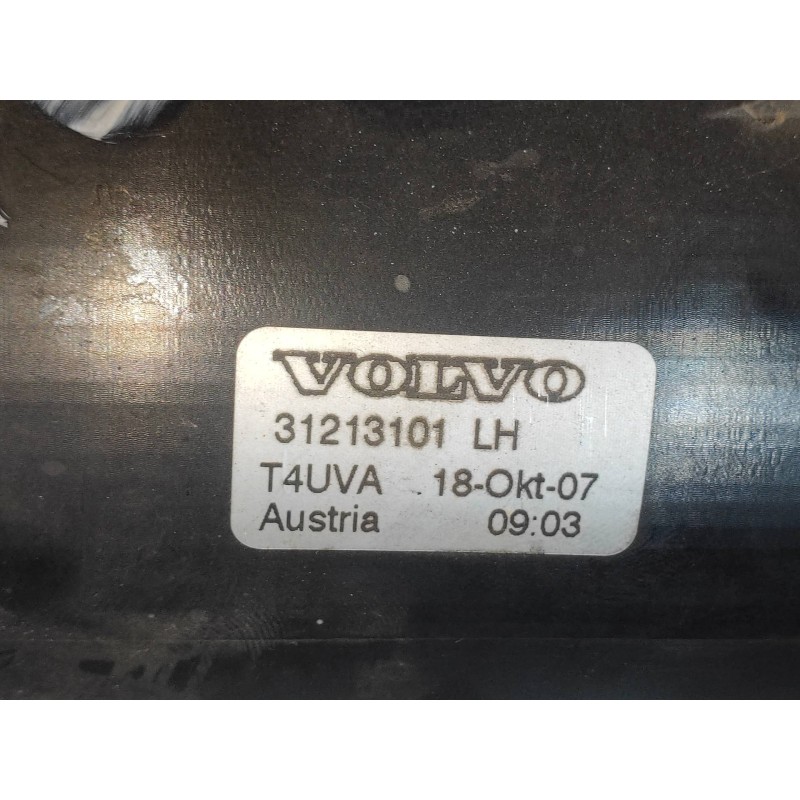 VOLVO
31213101 LH
T4UVA 18-Okt-07
Austria 09:03